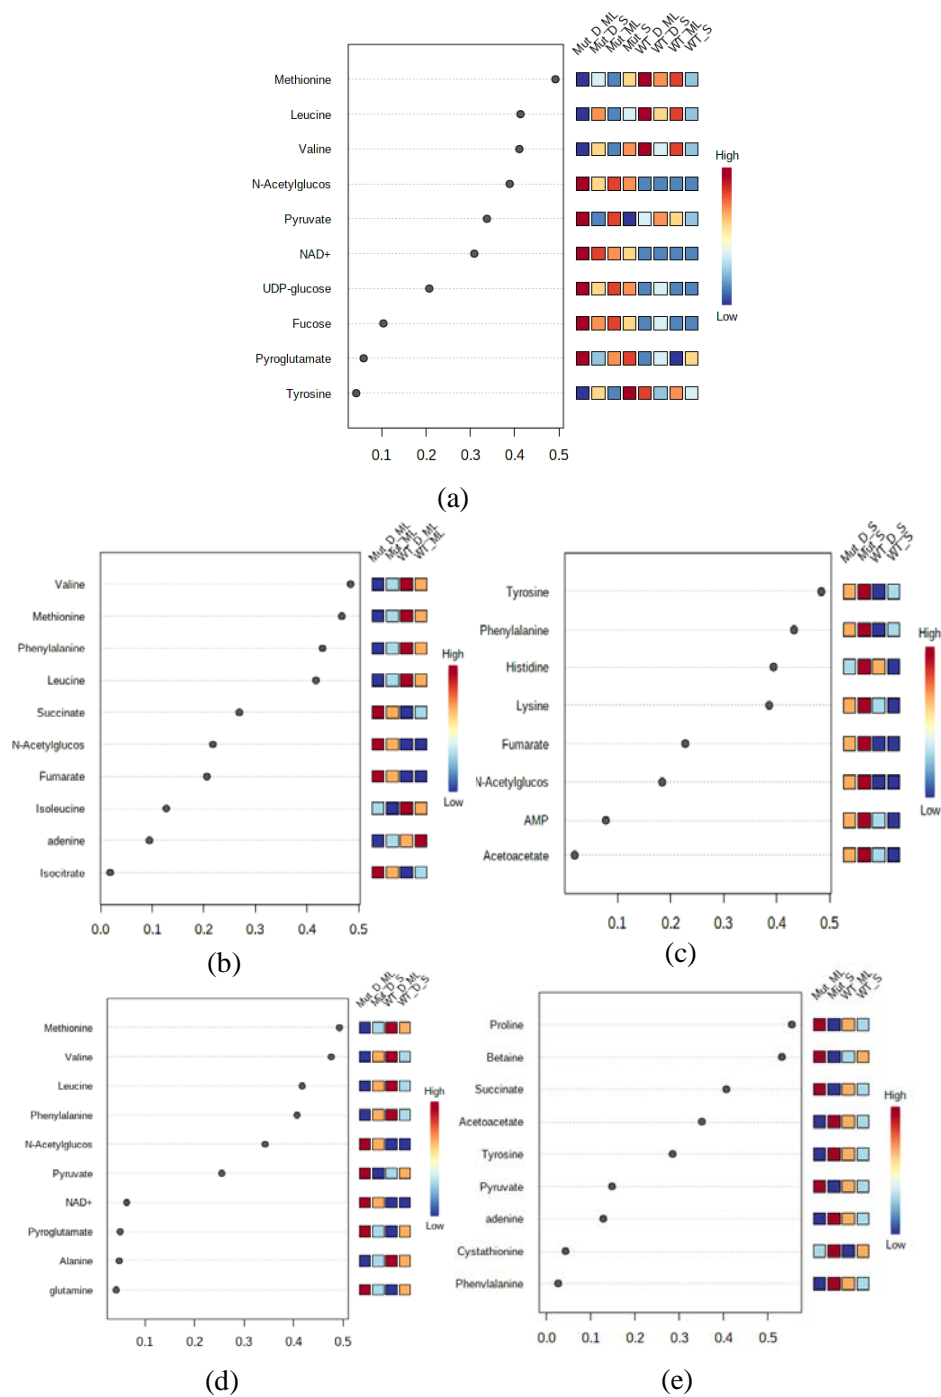 Mut_D_ML
Mut_D_S
Mut_ML
Mut_S
WT_D_ML
WT_D_S
WT_ML
WT_S
Methionine
Leucine
Valine
N-Acetylglucos
Pyruvate
NAD+
UDP-glucose
Fucose
Pyroglutamate
Tyrosine
High
Low
0.1 0.2 0.3 0.4 0.5
(a)
Mut_D_ML
Mut_ML
WT_D_ML
WT_ML
Valine
Methionine
Phenylalanine
Leucine
Succinate
N-Acetylglucos
Fumarate
Isoleucine
adenine
Isocitrate
High
Low
0.0 0.1 0.2 0.3 0.4 0.5
(b)
Mut_D_S
Mut_S
WT_D_S
WT_S
Tyrosine
Phenylalanine
Histidine
Lysine
Fumarate
N-Acetylglucos
AMP
Acetoacetate
High
Low
0.1 0.2 0.3 0.4 0.5
(c)
Mut_D_ML
Mut_D_S
WT_D_ML
WT_D_S
Methionine
Valine
Leucine
Phenylalanine
N-Acetylglucos
Pyruvate
NAD+
Pyroglutamate
Alanine
glutamine
High
Low
0.1 0.2 0.3 0.4 0.5
(d)
Mut_ML
Mut_S
WT_ML
WT_S
Proline
Betaine
Succinate
Acetoacetate
Tyrosine
Pyruvate
adenine
Cystathionine
Phenylalanine
High
Low
0.0 0.1 0.2 0.3 0.4 0.5
(e)